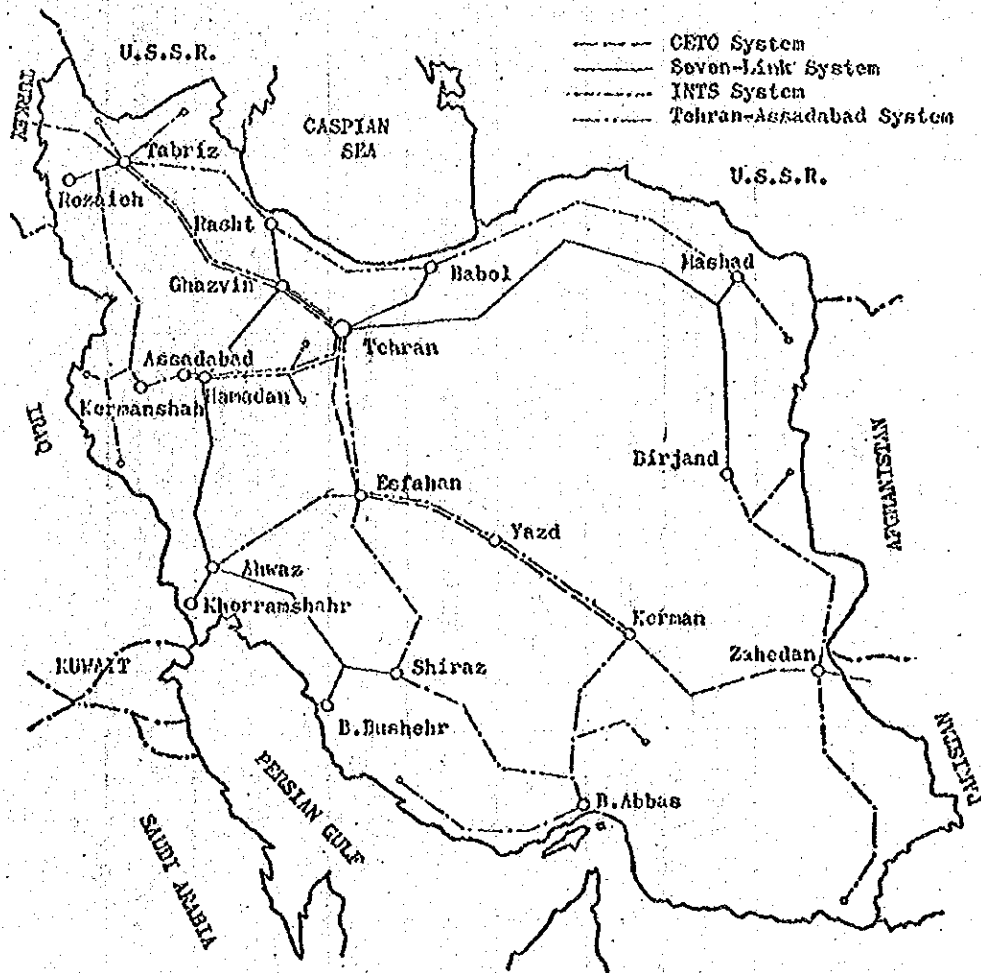 U.S.S.R.
CETO System
Seven-Link System
INTS System
Tehran-Assadabad System
TURKEY
CASPIAN
SEA
Tabriz
U.S.S.R.
Rozaieh
Rasht
Mashad
Babol
Ghazvin
Tehran
Assadabad
Hamadan
Kermanshah
IRAQ
AFGHANISTAN
Birjand
Esfahan
Yazd
Ahwaz
Khorramshahr
Kerman
KUWAIT
Shiraz
Zahedan
B.Bushehr
PAKISTAN
PERSIAN GULF
B.Abbas
SAUDI ARABIA